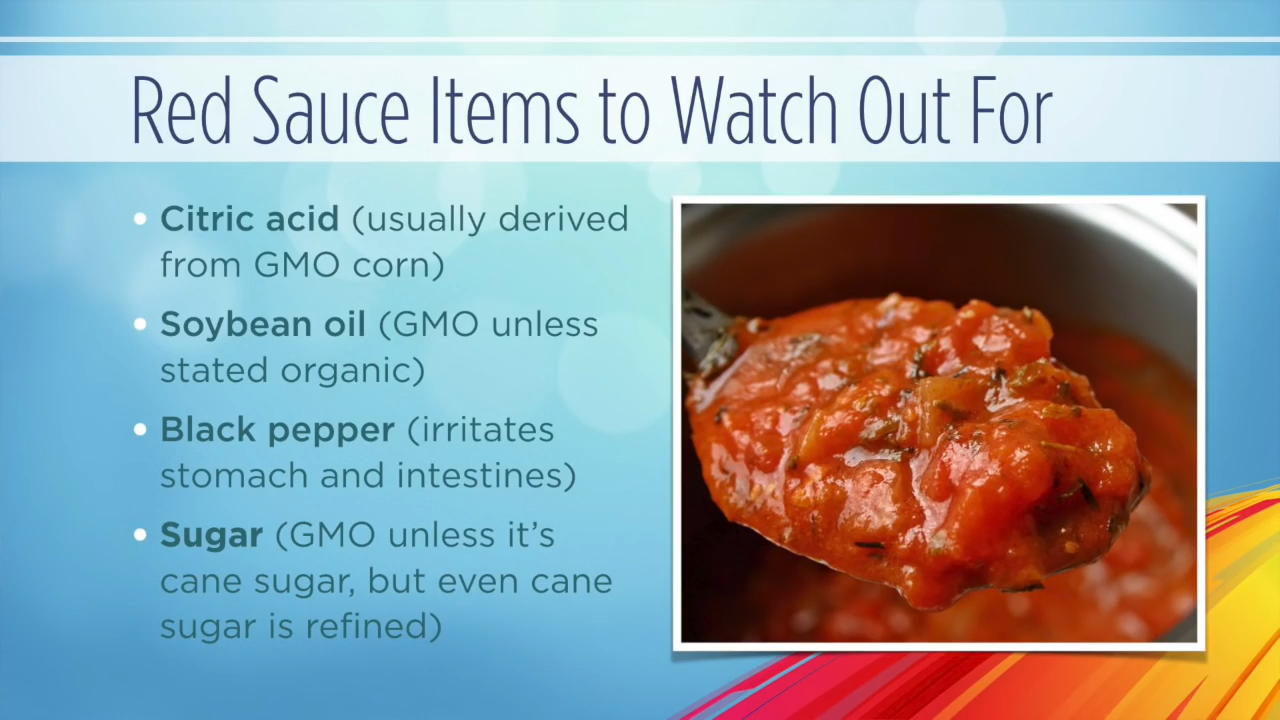 Red Sauce Items to Watch Out For
• Citric acid (usually derived
from GMO corn)
• Soybean oil (GMO unless
stated organic)
• Black pepper (irritates
stomach and intestines)
• Sugar (GMO unless it’s
cane sugar, but even cane
sugar is refined)